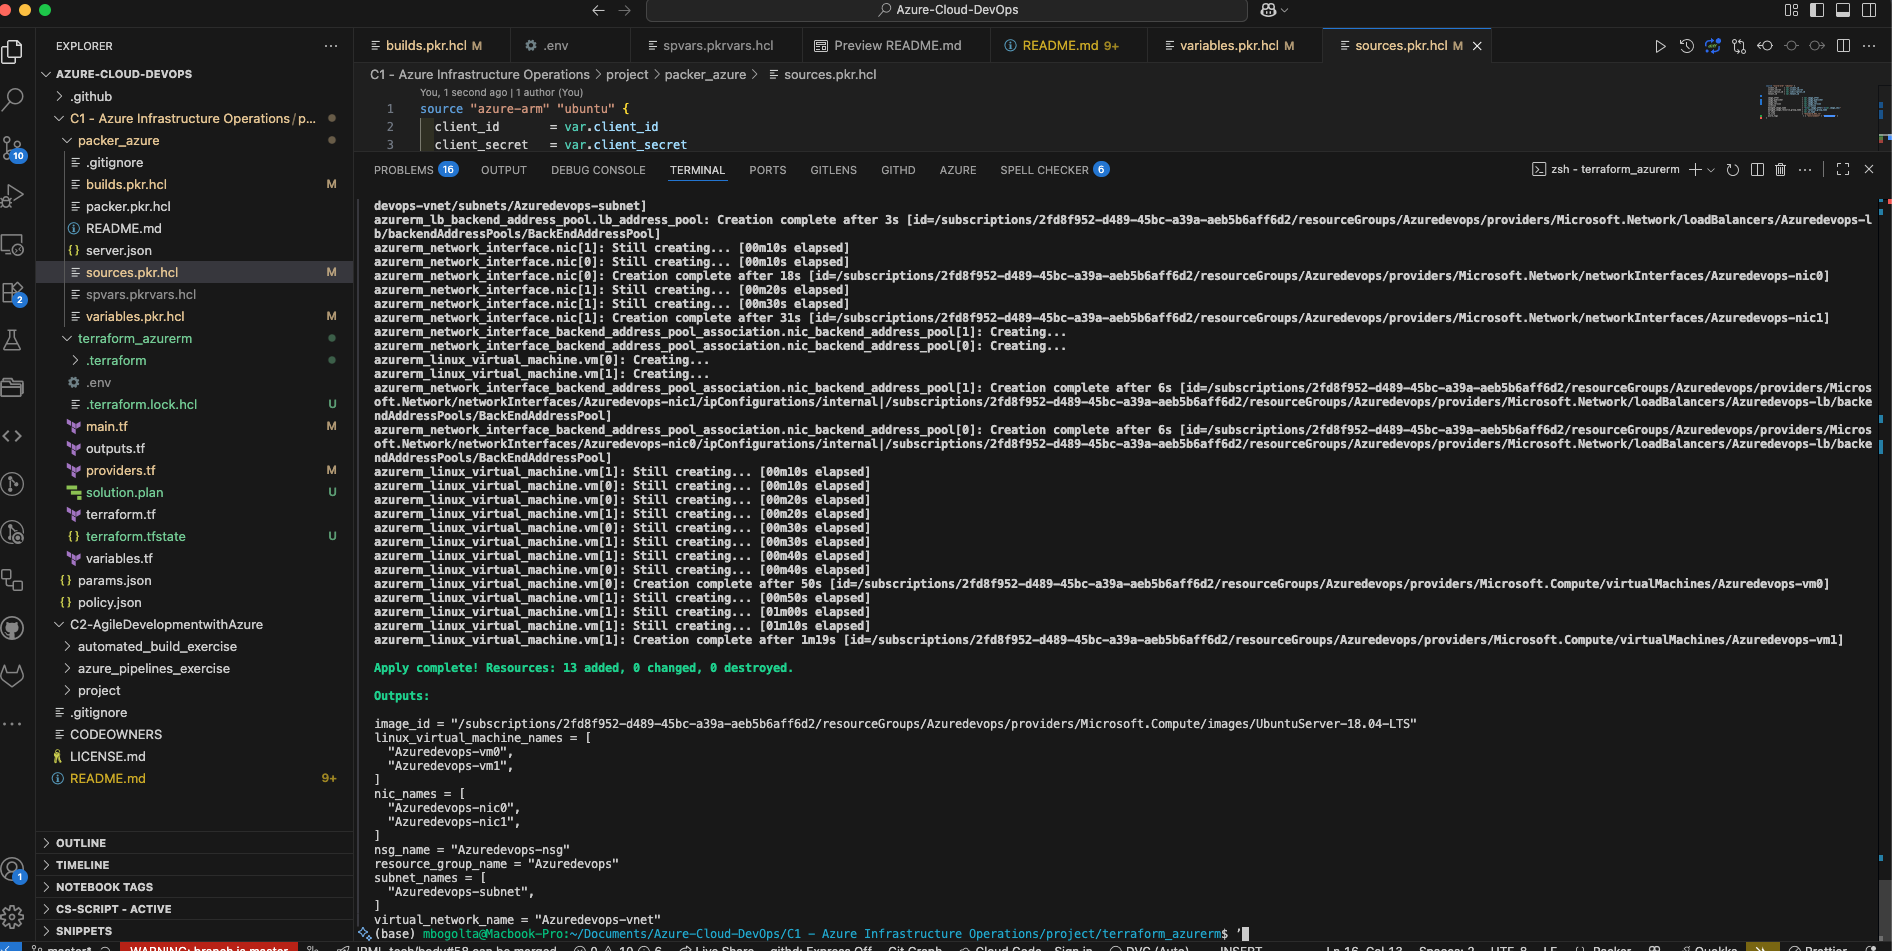 Azure-Cloud-DevOps
EXPLORER
AZURE-CLOUD-DEVOPS
.github
C1 - Azure Infrastructure Operations / p...
packer_azure
.gitignore
builds.pkr.hcl M
packer.pkr.hcl
README.md
server.json
sources.pkr.hcl M
spvars.pkrvars.hcl
variables.pkr.hcl M
terraform_azurerm
.terraform
.env
.terraform.lock.hcl U
main.tf M
outputs.tf
providers.tf M
solution.plan U
terraform.tf
terraform.tfstate U
variables.tf
params.json
policy.json
C2-AgileDevelopmentwithAzure
automated_build_exercise
azure_pipelines_exercise
project
.gitignore
CODEOWNERS
LICENSE.md
README.md 9+
OUTLINE
TIMELINE
NOTEBOOK TAGS
CS-SCRIPT - ACTIVE
SNIPPETS
10
2
1
builds.pkr.hcl M .env spvars.pkrvars.hcl Preview README.md README.md 9+ variables.pkr.hcl M sources.pkr.hcl M
C1 - Azure Infrastructure Operations > project > packer_azure > sources.pkr.hcl
You, 1 second ago | 1 author (You)
1 source "azure-arm" "ubuntu" {
2 client_id = var.client_id
3 client_secret = var.client_secret
PROBLEMS 16 OUTPUT DEBUG CONSOLE TERMINAL PORTS GITLENS GITHD AZURE SPELL CHECKER 6
zsh - terraform_azurerm
devops-vnet/subnets/Azuredevops-subnet]
azurerm_lb_backend_address_pool.lb_address_pool: Creation complete after 3s [id=/subscriptions/2fd8f952-d489-45bc-a39a-aeb5b6aff6d2/resourceGroups/Azuredevops/providers/Microsoft.Network/loadBalancers/Azuredevops-l
b/backendAddressPools/BackEndAddressPool]
azurerm_network_interface.nic[1]: Still creating... [00m10s elapsed]
azurerm_network_interface.nic[0]: Still creating... [00m10s elapsed]
azurerm_network_interface.nic[0]: Creation complete after 18s [id=/subscriptions/2fd8f952-d489-45bc-a39a-aeb5b6aff6d2/resourceGroups/Azuredevops/providers/Microsoft.Network/networkInterfaces/Azuredevops-nic0]
azurerm_network_interface.nic[1]: Still creating... [00m20s elapsed]
azurerm_network_interface.nic[1]: Still creating... [00m30s elapsed]
azurerm_network_interface.nic[1]: Creation complete after 31s [id=/subscriptions/2fd8f952-d489-45bc-a39a-aeb5b6aff6d2/resourceGroups/Azuredevops/providers/Microsoft.Network/networkInterfaces/Azuredevops-nic1]
azurerm_network_interface_backend_address_pool_association.nic_backend_address_pool[1]: Creating...
azurerm_network_interface_backend_address_pool_association.nic_backend_address_pool[0]: Creating...
azurerm_linux_virtual_machine.vm[0]: Creating...
azurerm_linux_virtual_machine.vm[1]: Creating...
azurerm_network_interface_backend_address_pool_association.nic_backend_address_pool[1]: Creation complete after 6s [id=/subscriptions/2fd8f952-d489-45bc-a39a-aeb5b6aff6d2/resourceGroups/Azuredevops/providers/Micros
oft.Network/networkInterfaces/Azuredevops-nic1/ipConfigurations/internal|/subscriptions/2fd8f952-d489-45bc-a39a-aeb5b6aff6d2/resourceGroups/Azuredevops/providers/Microsoft.Network/loadBalancers/Azuredevops-lb/backe
ndAddressPools/BackEndAddressPool]
azurerm_network_interface_backend_address_pool_association.nic_backend_address_pool[0]: Creation complete after 6s [id=/subscriptions/2fd8f952-d489-45bc-a39a-aeb5b6aff6d2/resourceGroups/Azuredevops/providers/Micros
oft.Network/networkInterfaces/Azuredevops-nic0/ipConfigurations/internal|/subscriptions/2fd8f952-d489-45bc-a39a-aeb5b6aff6d2/resourceGroups/Azuredevops/providers/Microsoft.Network/loadBalancers/Azuredevops-lb/backe
ndAddressPools/BackEndAddressPool]
azurerm_linux_virtual_machine.vm[1]: Still creating... [00m10s elapsed]
azurerm_linux_virtual_machine.vm[0]: Still creating... [00m10s elapsed]
azurerm_linux_virtual_machine.vm[0]: Still creating... [00m20s elapsed]
azurerm_linux_virtual_machine.vm[1]: Still creating... [00m20s elapsed]
azurerm_linux_virtual_machine.vm[0]: Still creating... [00m30s elapsed]
azurerm_linux_virtual_machine.vm[1]: Still creating... [00m30s elapsed]
azurerm_linux_virtual_machine.vm[1]: Still creating... [00m40s elapsed]
azurerm_linux_virtual_machine.vm[0]: Still creating... [00m40s elapsed]
azurerm_linux_virtual_machine.vm[0]: Creation complete after 50s [id=/subscriptions/2fd8f952-d489-45bc-a39a-aeb5b6aff6d2/resourceGroups/Azuredevops/providers/Microsoft.Compute/virtualMachines/Azuredevops-vm0]
azurerm_linux_virtual_machine.vm[1]: Still creating... [00m50s elapsed]
azurerm_linux_virtual_machine.vm[1]: Still creating... [01m00s elapsed]
azurerm_linux_virtual_machine.vm[1]: Still creating... [01m10s elapsed]
azurerm_linux_virtual_machine.vm[1]: Creation complete after 1m19s [id=/subscriptions/2fd8f952-d489-45bc-a39a-aeb5b6aff6d2/resourceGroups/Azuredevops/providers/Microsoft.Compute/virtualMachines/Azuredevops-vm1]
Apply complete! Resources: 13 added, 0 changed, 0 destroyed.
Outputs:
image_id = "/subscriptions/2fd8f952-d489-45bc-a39a-aeb5b6aff6d2/resourceGroups/Azuredevops/providers/Microsoft.Compute/images/UbuntuServer-18.04-LTS"
linux_virtual_machine_names = [
"Azuredevops-vm0",
"Azuredevops-vm1",
]
nic_names = [
"Azuredevops-nic0",
"Azuredevops-nic1",
]
nsg_name = "Azuredevops-nsg"
resource_group_name = "Azuredevops"
subnet_names = [
"Azuredevops-subnet",
]
virtual_network_name = "Azuredevops-vnet"
(base) mbogolta@Macbook-Pro:~/Documents/Azure-Cloud-DevOps/C1 - Azure Infrastructure Operations/project/terraform_azurerm$ '